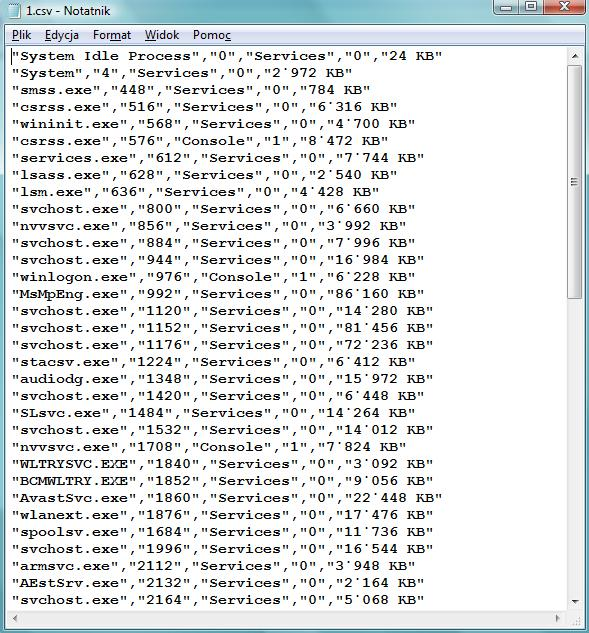 1.csv - Notatnik
Plik Edycja Format Widok Pomoc
"System Idle Process","0","Services","0","24 KB"
"System","4","Services","0","2˙972 KB"
"smss.exe","448","Services","0","784 KB"
"csrss.exe","516","Services","0","6˙316 KB"
"wininit.exe","568","Services","0","4˙700 KB"
"csrss.exe","576","Console","1","8˙472 KB"
"services.exe","612","Services","0","7˙744 KB"
"lsass.exe","628","Services","0","2˙540 KB"
"lsm.exe","636","Services","0","4˙428 KB"
"svchost.exe","800","Services","0","6˙660 KB"
"nvvsvc.exe","856","Services","0","3˙992 KB"
"svchost.exe","884","Services","0","7˙996 KB"
"svchost.exe","944","Services","0","16˙984 KB"
"winlogon.exe","976","Console","1","6˙228 KB"
"MsMpEng.exe","992","Services","0","86˙160 KB"
"svchost.exe","1120","Services","0","14˙280 KB"
"svchost.exe","1152","Services","0","81˙456 KB"
"svchost.exe","1176","Services","0","72˙236 KB"
"stacsv.exe","1224","Services","0","6˙412 KB"
"audiodg.exe","1348","Services","0","15˙972 KB"
"svchost.exe","1420","Services","0","6˙448 KB"
"SLsvc.exe","1484","Services","0","14˙264 KB"
"svchost.exe","1532","Services","0","14˙012 KB"
"nvvsvc.exe","1708","Console","1","7˙824 KB"
"WLTRYSVC.EXE","1840","Services","0","3˙092 KB"
"BCMWLTRY.EXE","1852","Services","0","9˙056 KB"
"AvastSvc.exe","1860","Services","0","22˙448 KB"
"wlanext.exe","1876","Services","0","17˙476 KB"
"spoolsv.exe","1684","Services","0","11˙736 KB"
"svchost.exe","1996","Services","0","16˙544 KB"
"armsvc.exe","2112","Services","0","3˙948 KB"
"AEstSrv.exe","2132","Services","0","2˙164 KB"
"svchost.exe","2164","Services","0","5˙068 KB"